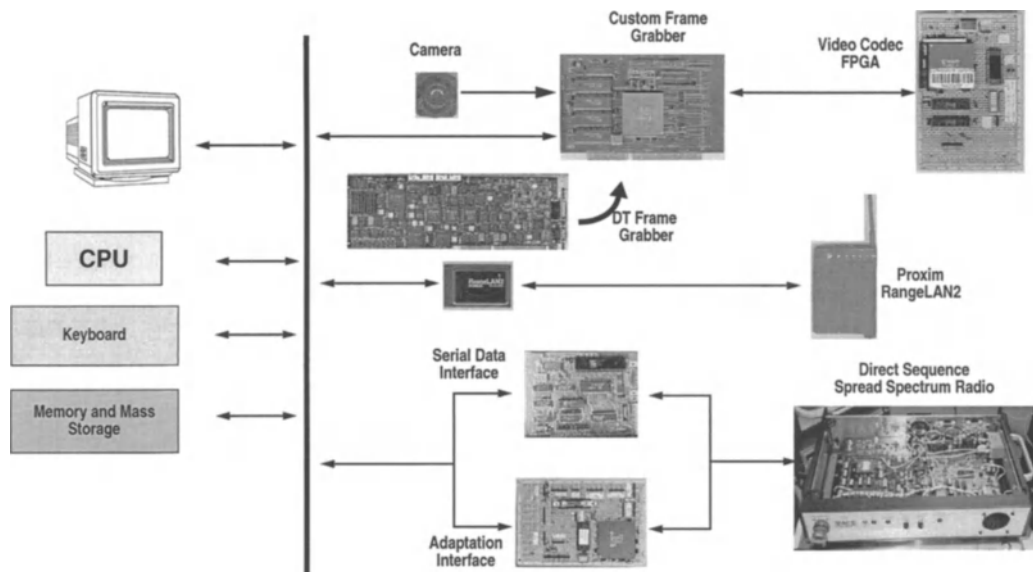 Custom Frame
Grabber
Camera
Video Codec
FPGA
DT Frame
Grabber
CPU
RangeLAN2
Proxim
RangeLAN2
Keyboard
Serial Data
Interface
Direct Sequence
Spread Spectrum Radio
Memory and Mass
Storage
Adaptation
Interface